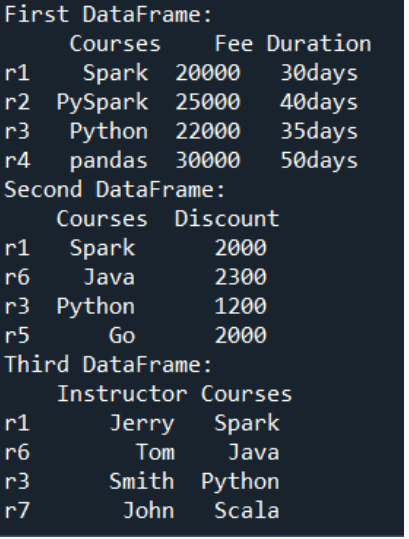 First DataFrame:
Courses Fee Duration
r1 Spark 20000 30days
r2 PySpark 25000 40days
r3 Python 22000 35days
r4 pandas 30000 50days
Second DataFrame:
Courses Discount
r1 Spark 2000
r6 Java 2300
r3 Python 1200
r5 Go 2000
Third DataFrame:
Instructor Courses
r1 Jerry Spark
r6 Tom Java
r3 Smith Python
r7 John Scala